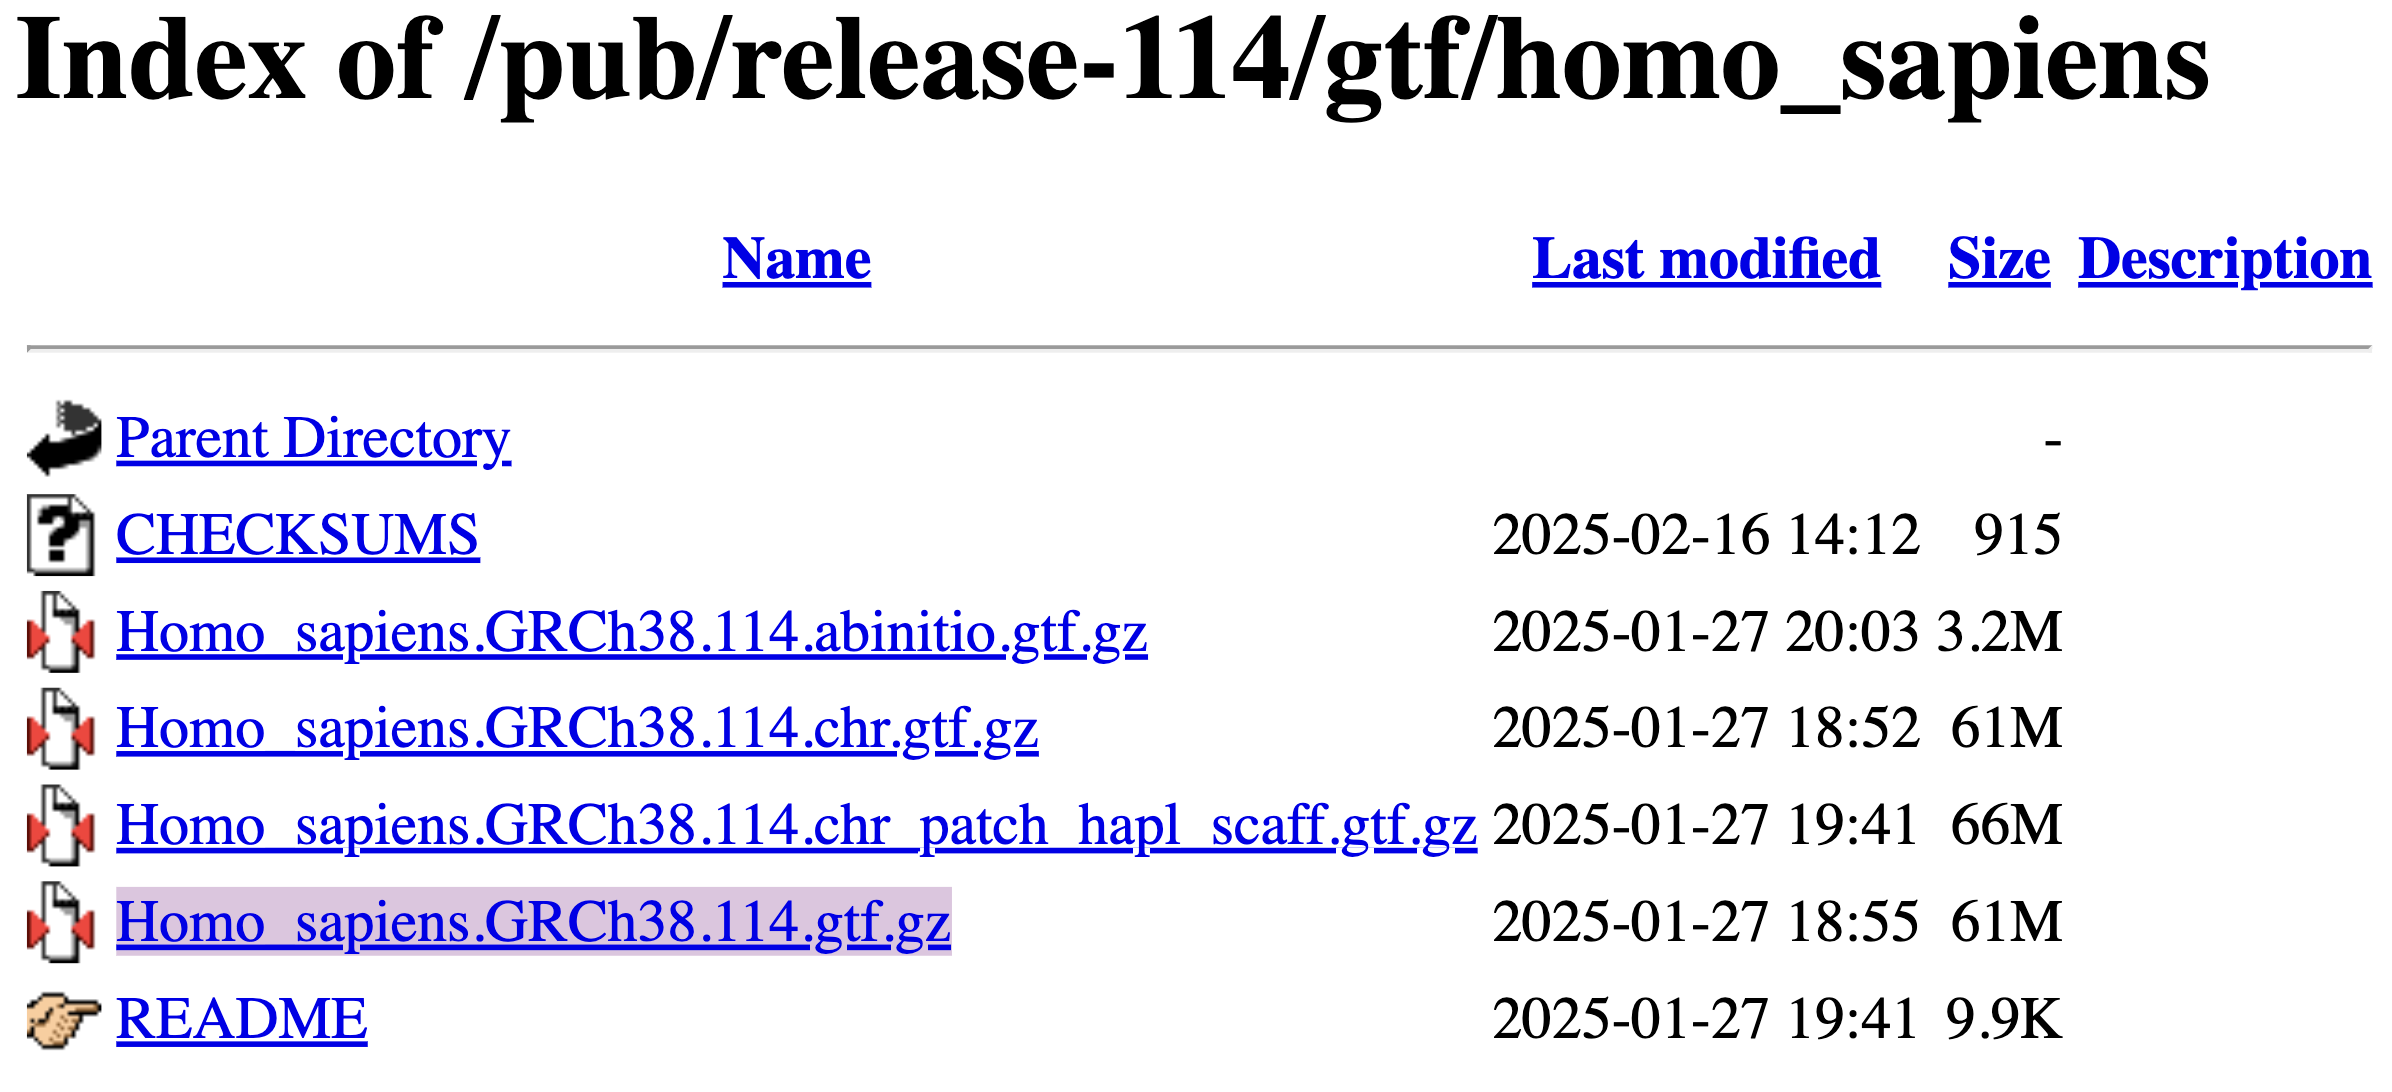 Index of /pub/release-114/gtf/homo_sapiens
Name Last modified Size Description
Parent Directory -
? CHECKSUMS 2025-02-16 14:12 915
Homo_sapiens.GRCh38.114.abinitio.gtf.gz 2025-01-27 20:03 3.2M
Homo_sapiens.GRCh38.114.chr.gtf.gz 2025-01-27 18:52 61M
Homo_sapiens.GRCh38.114.chr_patch_hapl_scaff.gtf.gz 2025-01-27 19:41 66M
Homo_sapiens.GRCh38.114.gtf.gz 2025-01-27 18:55 61M
README 2025-01-27 19:41 9.9K